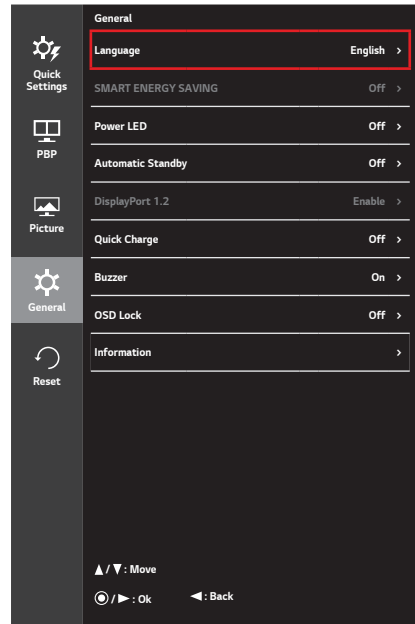 General
Quick
Settings
PBP
Picture
General
Reset
Language English >
SMART ENERGY SAVING Off >
Power LED Off >
Automatic Standby Off >
DisplayPort 1.2 Enable >
Quick Charge Off >
Buzzer On >
OSD Lock Off >
Information >
▲/▼: Move
◉/►: Ok ◄: Back